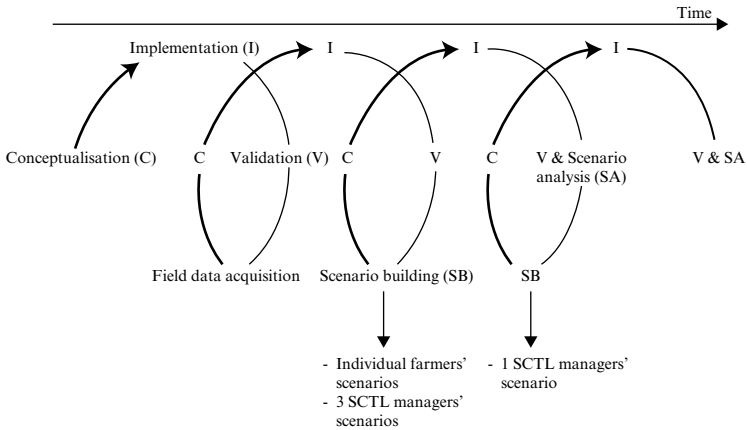 Time
Implementation (I)
I
I
I
Conceptualisation (C)
C
Validation (V)
C
V
C
V & Scenario
analysis (SA)
V & SA
Field data acquisition
Scenario building (SB)
SB
- Individual farmers’
scenarios
- 3 SCTL managers’
scenarios
- 1 SCTL managers’
scenario